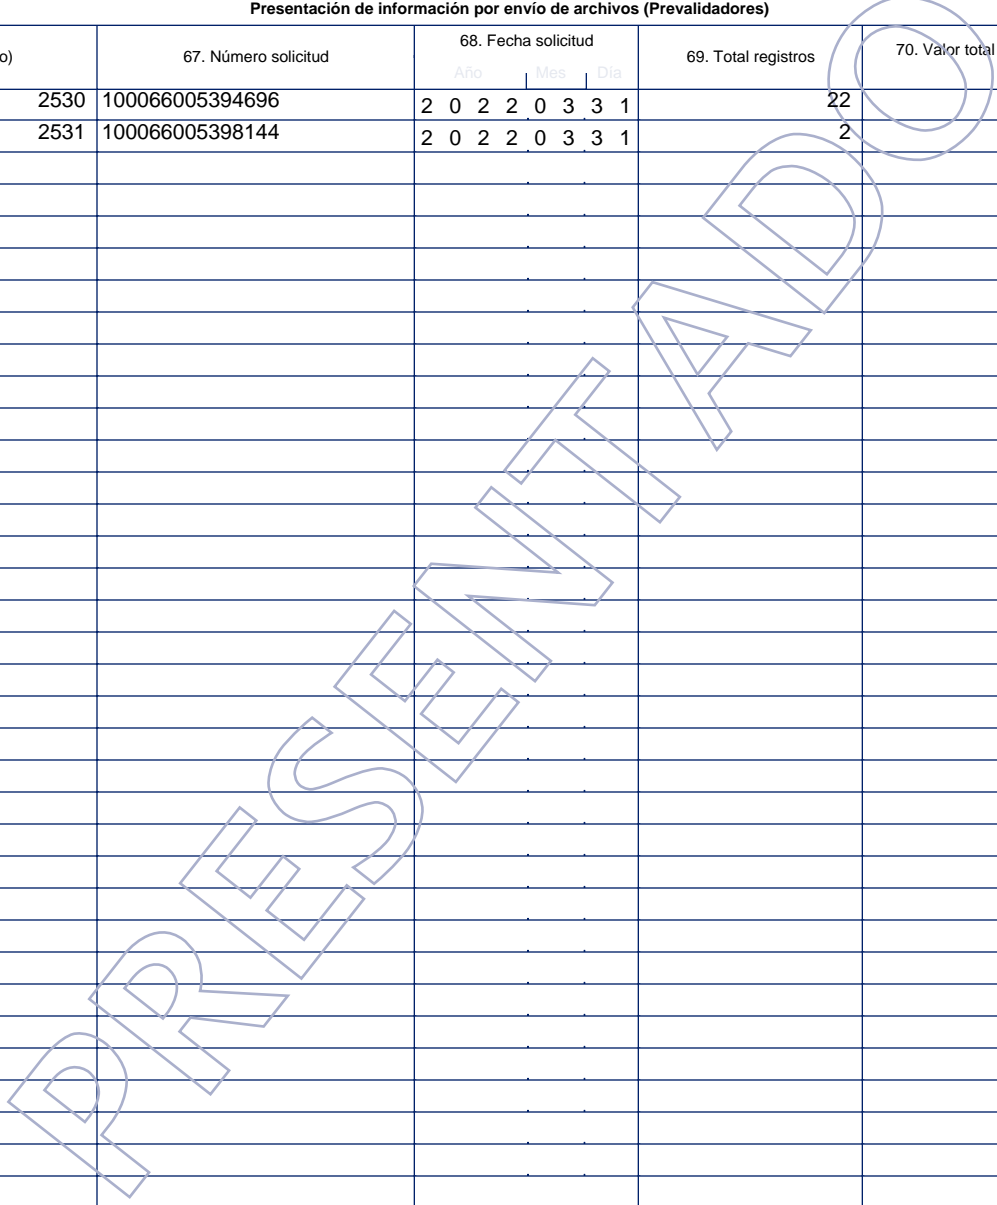 Presentación de información por envío de archivos (Prevalidadores)
o) 67. Número solicitud 68. Fecha solicitud 69. Total registros 70. Valor total
Año Mes Día
2530 100066005394696 2 0 2 2 0 3 3 1 22
2531 100066005398144 2 0 2 2 0 3 3 1 2
PRESENTADO